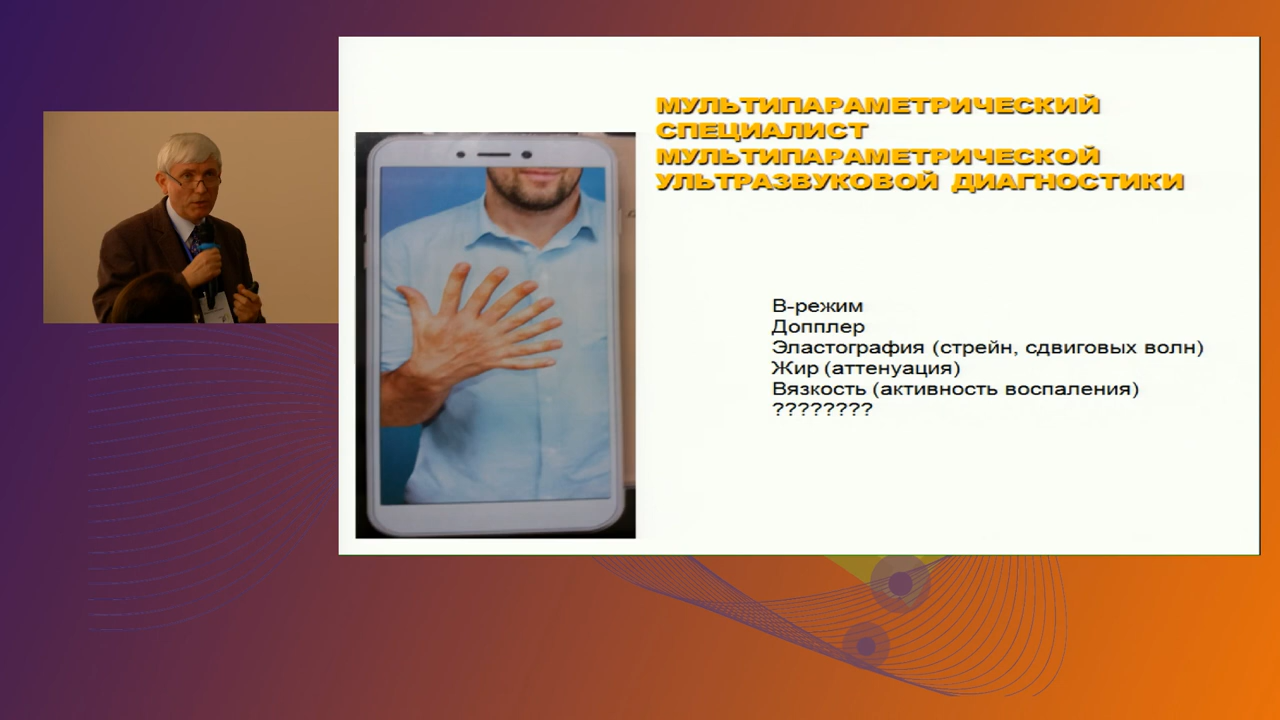 МУЛЬТИПАРАМЕТРИЧЕСКИЙ
СПЕЦИАЛИСТ
МУЛЬТИПАРАМЕТРИЧЕСКОЙ
УЛЬТРАЗВУКОВОЙ ДИАГНОСТИКИ
В-режим
Допплер
Эластография (стрейн, сдвиговых волн)
Жир (аттенуация)
Вязкость (активность воспаления)
????????